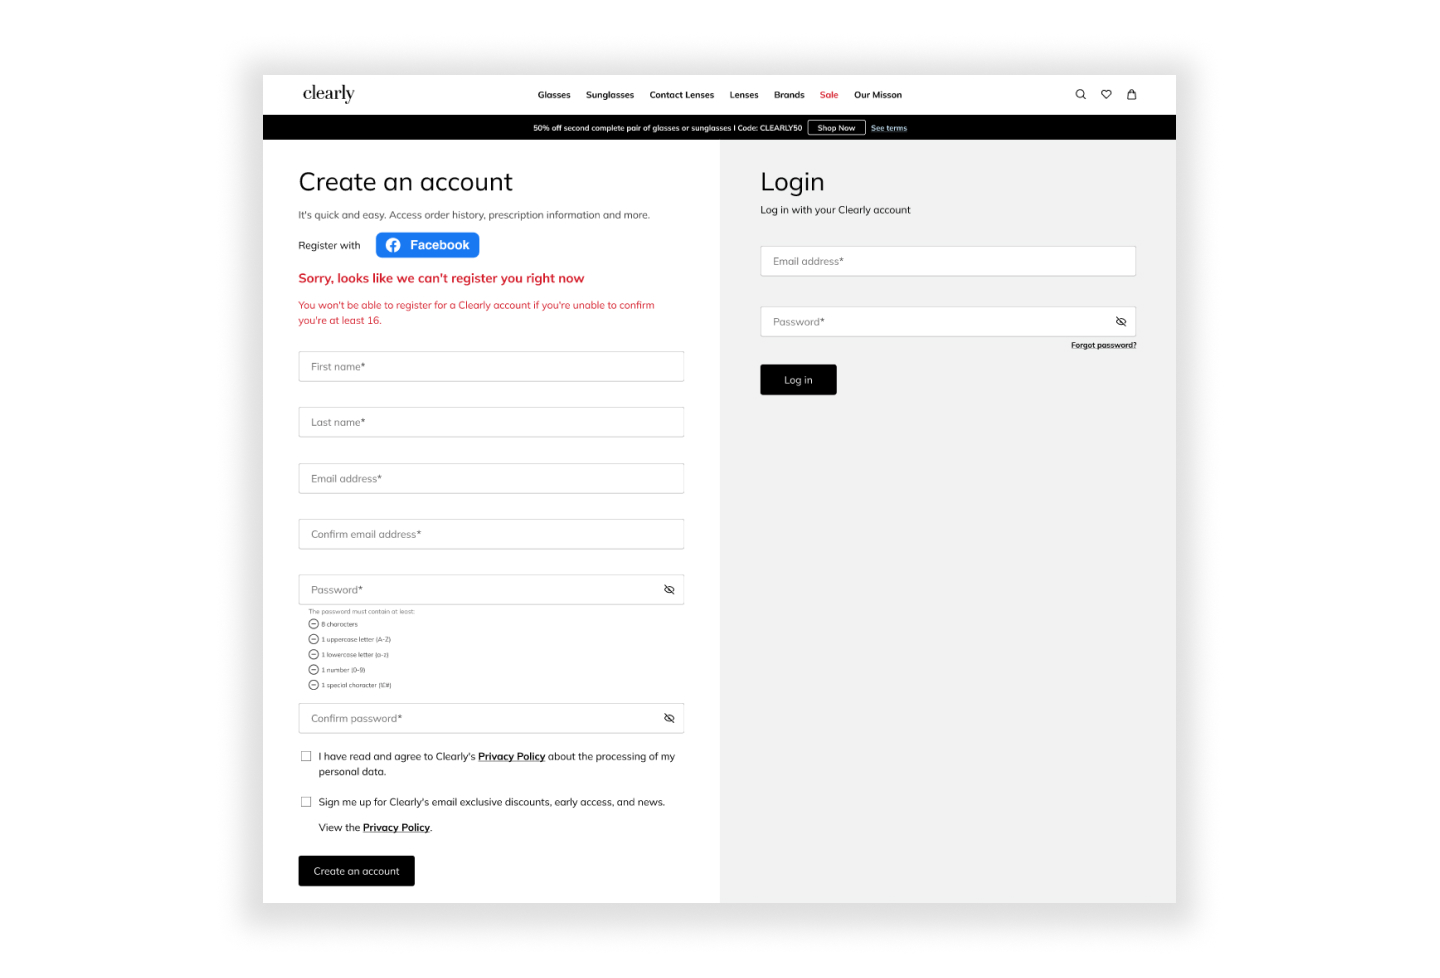 clearly
Glasses Sunglasses Contact Lenses Lenses Brands Sale Our Misson
50% off second complete pair of glasses or sunglasses I Code: CLEARLY50 Shop Now See terms
Create an account
It's quick and easy. Access order history, prescription information and more.
Register with Facebook
Sorry, looks like we can't register you right now
You won't be able to register for a Clearly account if you're unable to confirm
you're at least 16.
First name*
Last name*
Email address*
Confirm email address*
Password*
The password must contain at least:
8 characters
1 uppercase letter (A-Z)
1 lowercase letter (a-z)
1 number (0-9)
1 special character (!£#)
Confirm password*
I have read and agree to Clearly's Privacy Policy about the processing of my
personal data.
Sign me up for Clearly's email exclusive discounts, early access, and news.
View the Privacy Policy.
Create an account
Login
Log in with your Clearly account
Email address*
Password*
Forgot password?
Log in